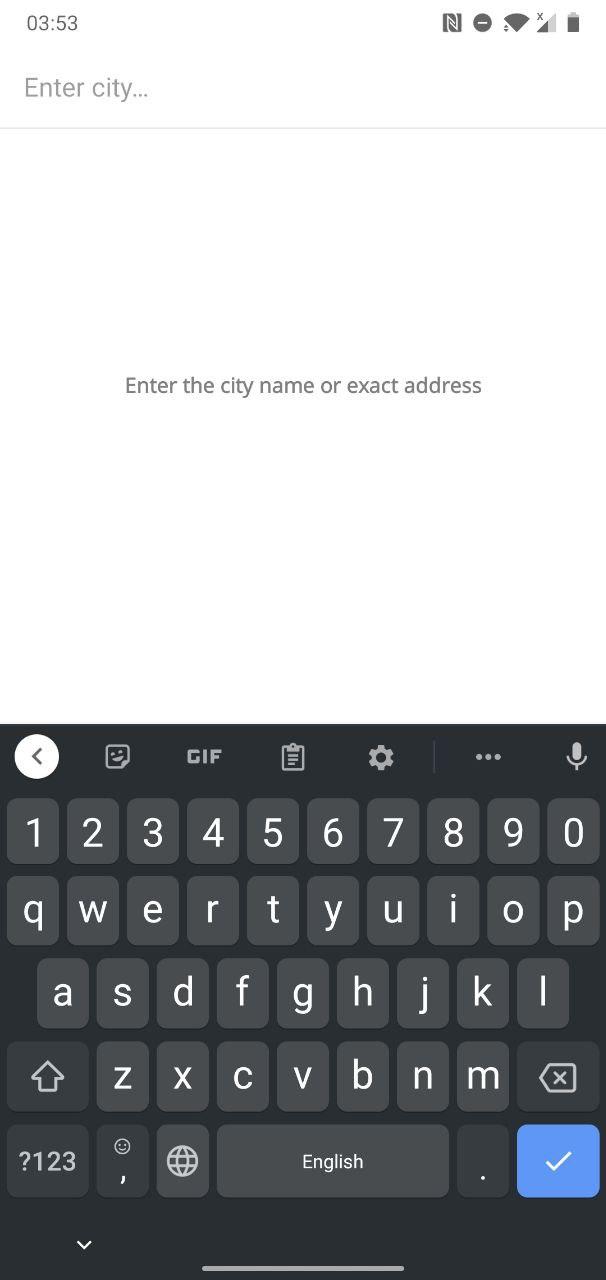 03:53
Enter city...
Enter the city name or exact address
GIF
1 2 3 4 5 6 7 8 9 0
q w e r t y u i o p
a s d f g h j k l
z x c v b n m
?123 , English .